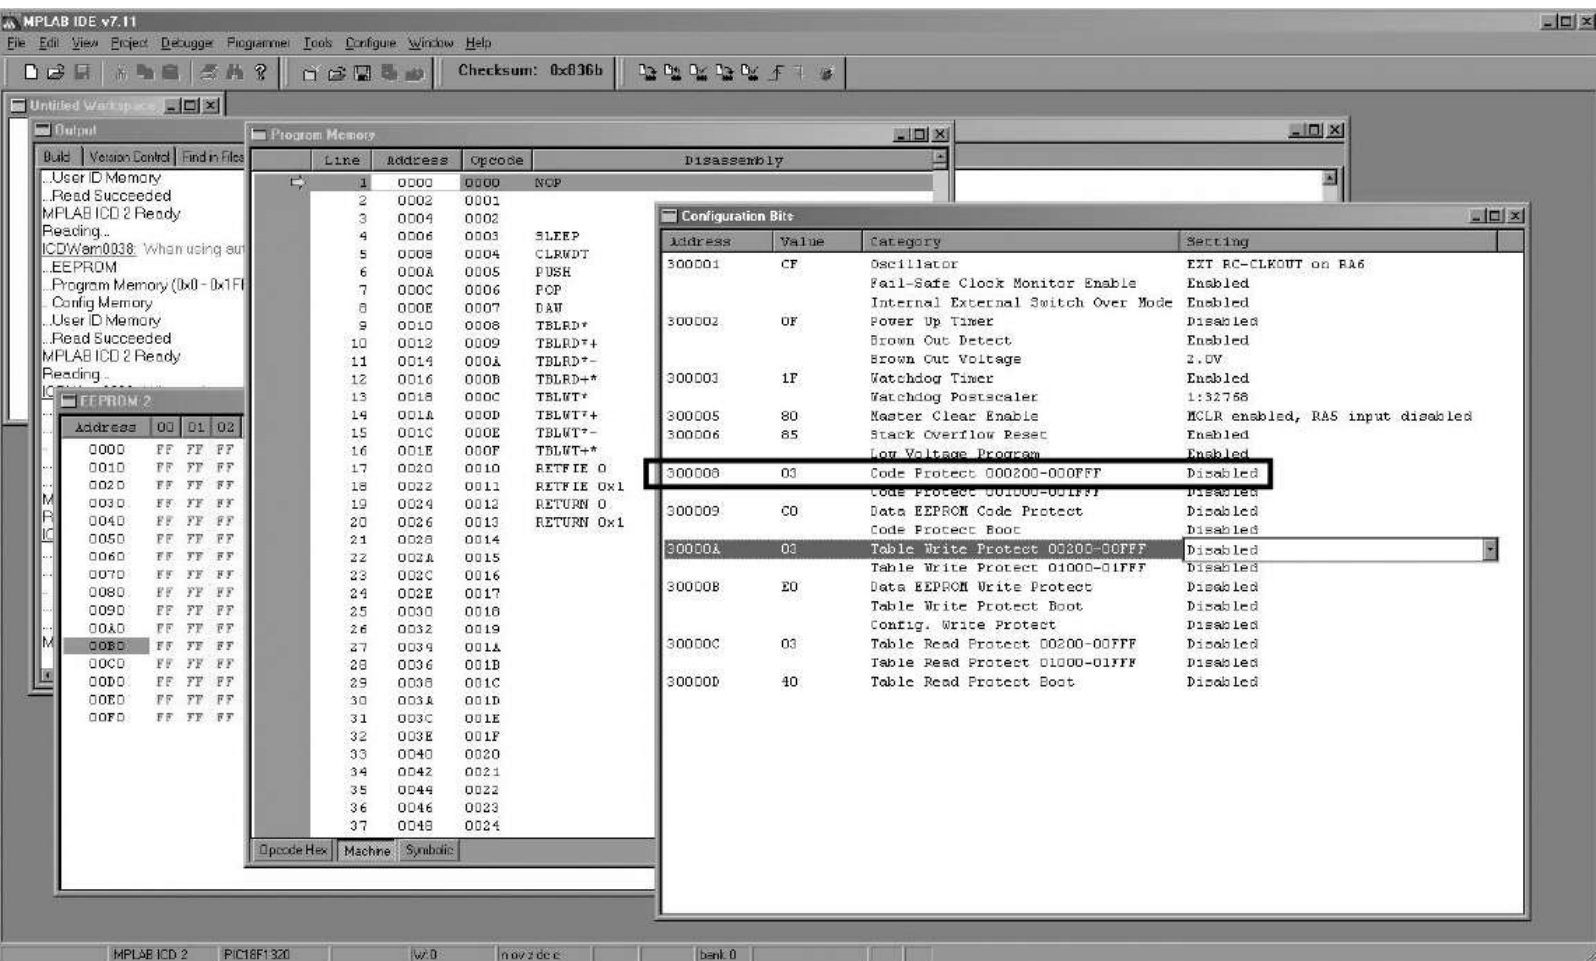 MPLAB IDE v7.11
File Edit View Project Debugger Programmer Tools Configure Window Help
Checksum: 0x836b
Untitled Workspace
Output
Build Version Control Find in Files
...User ID Memory
...Read Succeeded
MPLAB ICD 2 Ready
Reading...
ICDWarn0038: When using
...EEPROM
...Program Memory (0x0 - 0x1F
...Config Memory
...User ID Memory
...Read Succeeded
MPLAB ICD 2 Ready
Reading...
EEPROM 2
Address 00 01 02
0000 FF FF FF
0010 FF FF FF
0020 FF FF FF
0030 FF FF FF
0040 FF FF FF
0050 FF FF FF
0060 FF FF FF
0070 FF FF FF
0080 FF FF FF
0090 FF FF FF
00A0 FF FF FF
00B0 FF FF FF
00C0 FF FF FF
00D0 FF FF FF
00E0 FF FF FF
00F0 FF FF FF
Program Memory
Line Address Opcode Disassembly
1 0000 0000 NOP
2 0002 0001
3 0004 0002
4 0006 0003 SLEEP
5 0008 0004 CLRWDT
6 000A 0005 PUSH
7 000C 0006 POP
8 000E 0007 DAW
9 0010 0008 TBLRD*
10 0012 0009 TBLRD*+
11 0014 000A TBLRD*-
12 0016 000B TBLRD+*
13 0018 000C TBLWT*
14 001A 000D TBLWT*+
15 001C 000E TBLWT*-
16 001E 000F TBLWT+*
17 0020 0010 RETFIE 0
18 0022 0011 RETFIE 0x1
19 0024 0012 RETURN 0
20 0026 0013 RETURN 0x1
21 0028 0014
22 002A 0015
23 002C 0016
24 002E 0017
25 0030 0018
26 0032 0019
27 0034 001A
28 0036 001B
29 0038 001C
30 003A 001D
31 003C 001E
32 003E 001F
33 0040 0020
34 0042 0021
35 0044 0022
36 0046 0023
37 0048 0024
Opcode Hex Machine Symbolic
Configuration Bits
Address Value Category Setting
300001 CF Oscillator EXT RC-CLKOUT on RA6
Fail-Safe Clock Monitor Enable Enabled
Internal External Switch Over Mode Enabled
300002 0F Power Up Timer Disabled
Brown Out Detect Enabled
Brown Out Voltage 2.0V
300003 1F Watchdog Timer Enabled
Watchdog Postscaler 1:32768
300005 80 Master Clear Enable MCLR enabled, RA5 input disabled
300006 85 Stack Overflow Reset Enabled
Low Voltage Program Enabled
300008 03 Code Protect 000200-000FFF Disabled
Code Protect 001000-001FFF Disabled
300009 C0 Data EEPROM Code Protect Disabled
Code Protect Boot Disabled
30000A 03 Table Write Protect 00200-00FFF Disabled
Table Write Protect 01000-01FFF Disabled
30000B E0 Data EEPROM Write Protect Disabled
Table Write Protect Boot Disabled
Config. Write Protect Disabled
30000C 03 Table Read Protect 00200-00FFF Disabled
Table Read Protect 01000-01FFF Disabled
30000D 40 Table Read Protect Boot Disabled
MPLAB ICD 2 PIC18F1320 W:0 n ov z dc c bank 0